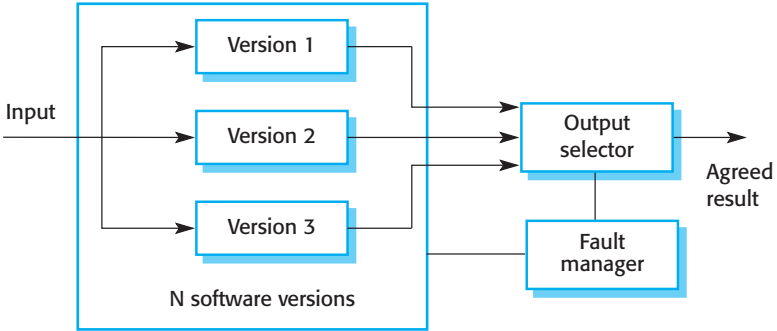 Input
Version 1
Version 2
Version 3
N software versions
Output
selector
Agreed
result
Fault
manager